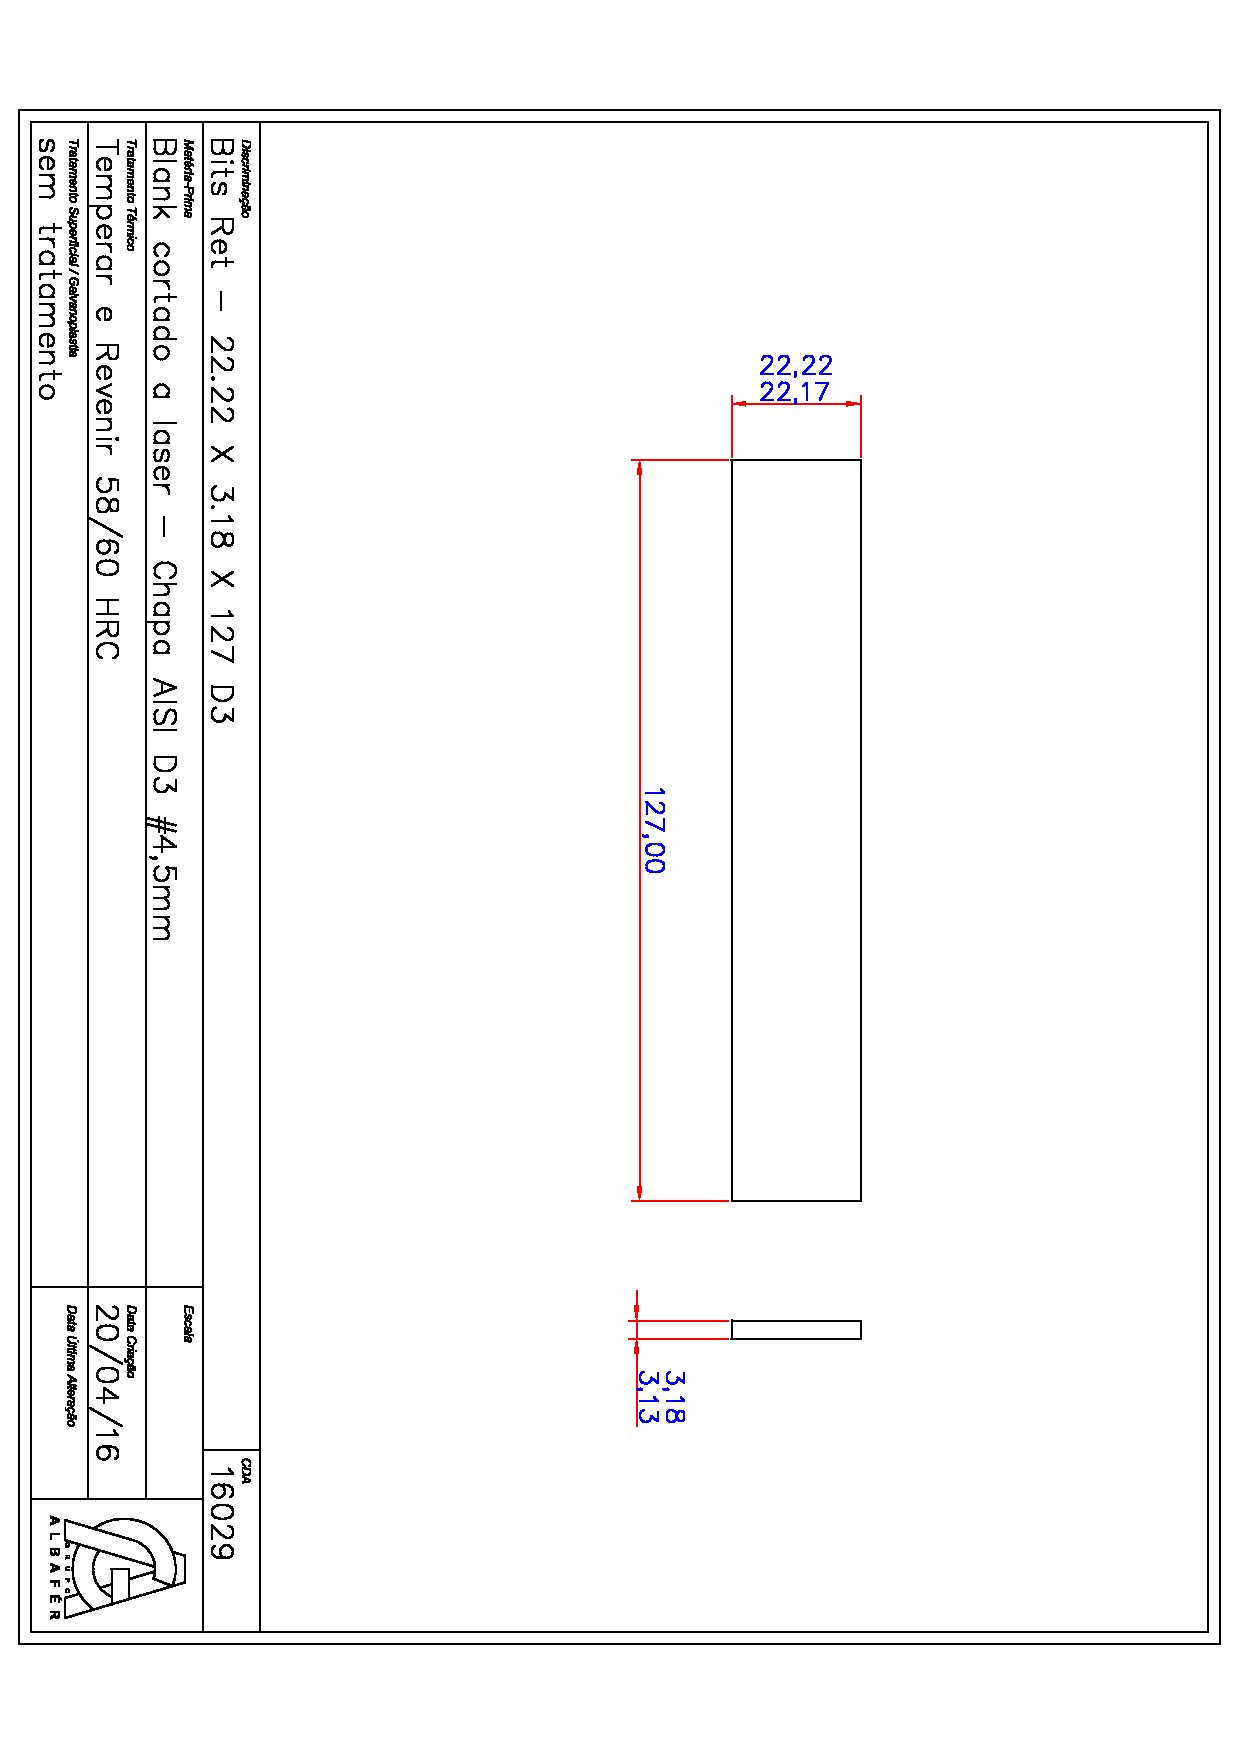 22,22
22,17
127,00
3,18
3,13
Discriminação
Bits Ret - 22.22 X 3.18 X 127 D3
CDA
16029
Matéria-Prima
Blank cortado a laser - Chapa AISI D3 #4,5mm
Escala
Tratamento Térmico
Temperar e Revenir 58/60 HRC
Data Criação
20/04/16
Tratamento Superficial / Galvanoplastia
sem tratamento
Data Última Alteração
GRUPO
ALBAFÉR